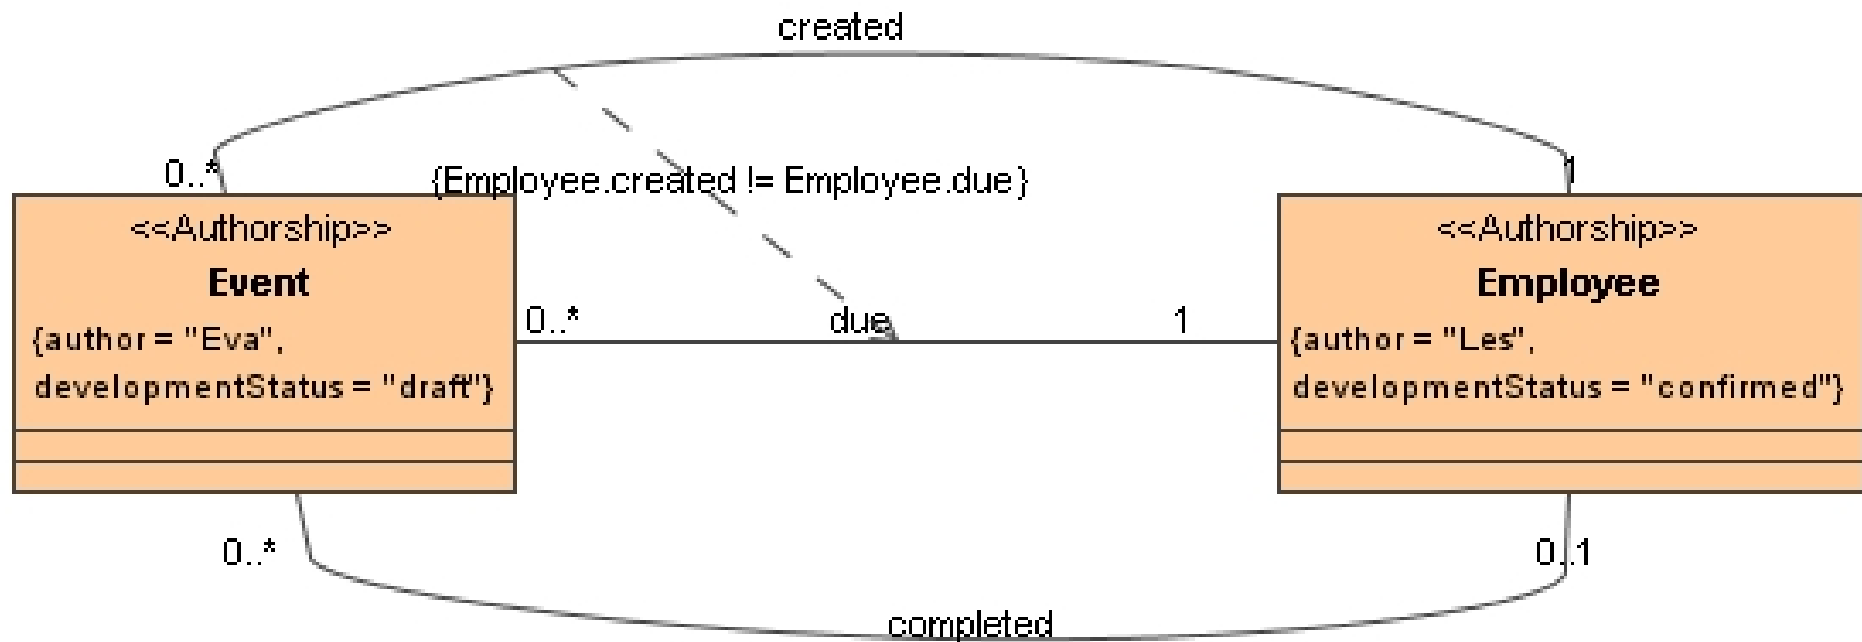 created
0..*
{Employee.created != Employee.due}
1
<<Authorship>>
Event
{author = "Eva",
developmentStatus = "draft"}
0..*
due
1
<<Authorship>>
Employee
{author = "Les",
developmentStatus = "confirmed"}
0..*
0..1
completed